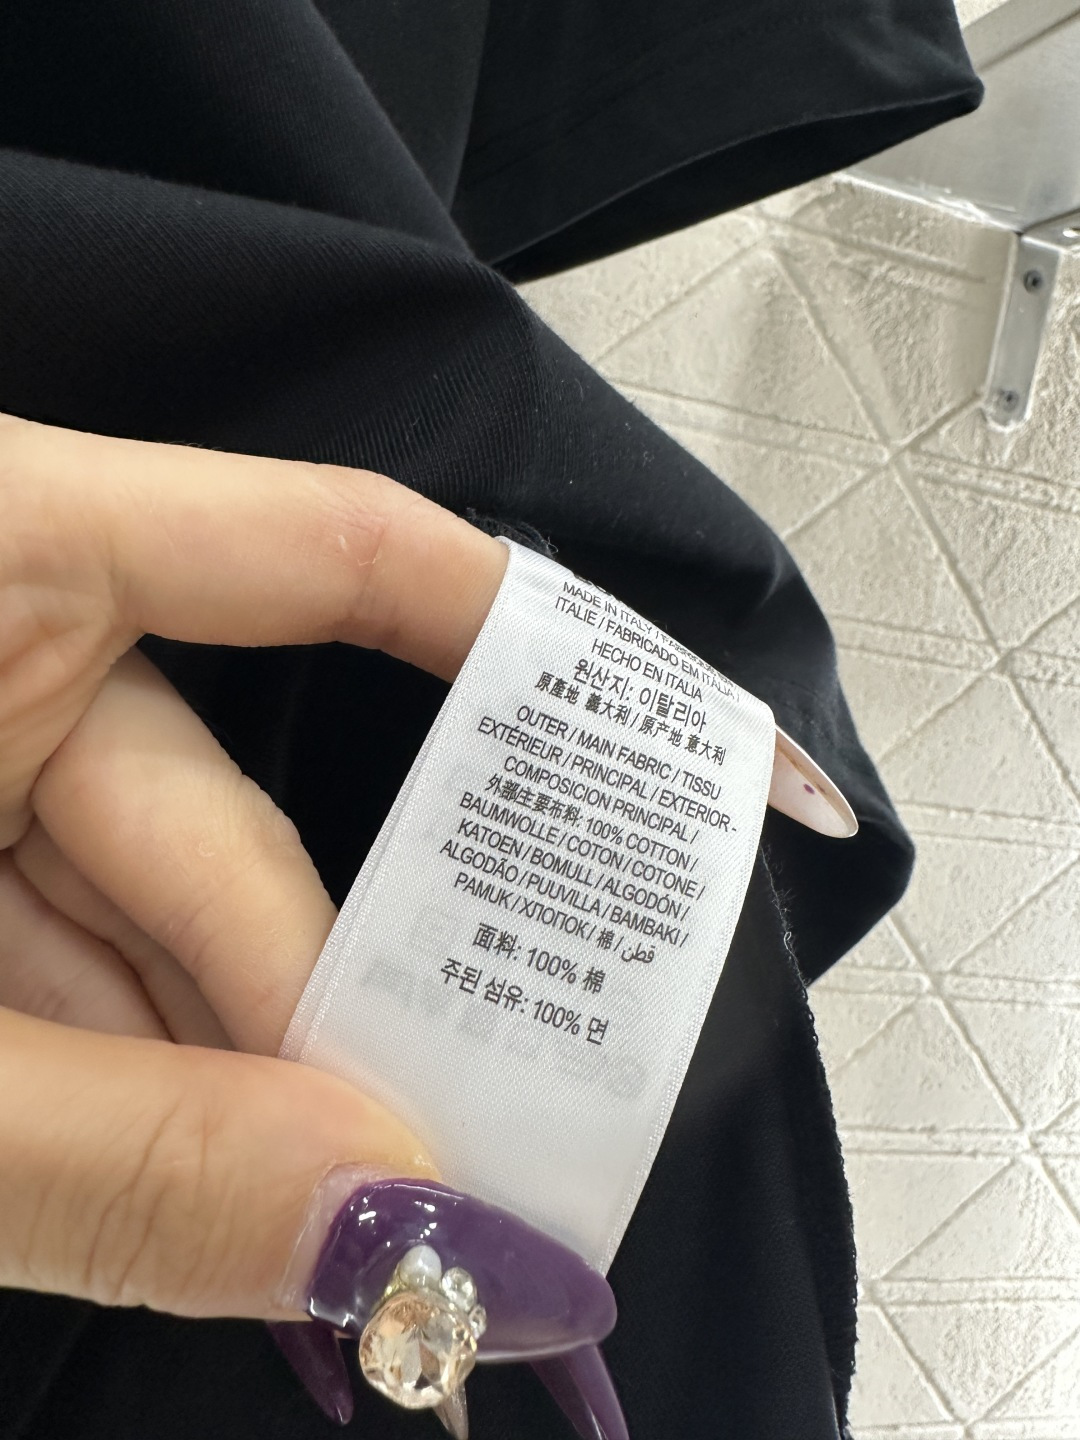 MADE IN ITALY /
ITALIE / FABRICADO EM ITALIA /
HECHO EN ITALIA
원산지: 이탈리아
原產地 義大利 / 原产地 意大利
OUTER / MAIN FABRIC / TISSU
EXTÉRIEUR / PRINCIPAL / EXTERIOR -
COMPOSICION PRINCIPAL /
外部主要布料: 100% COTTON /
BAUMWOLLE / COTON / COTONE /
KATOEN / BOMULL / ALGODÓN /
ALGODÃO / PUUVILLA / BAMBAKI /
PAMUK / ХЛОПОК / 棉 / قطن
面料: 100% 棉
주된 섬유: 100% 면